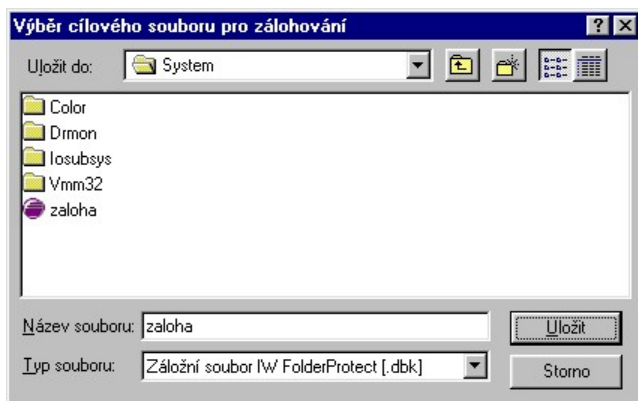 Výběr cílového souboru pro zálohování
Uložit do: System
Color
Drmon
Iosubsys
Vmm32
zaloha
Název souboru: zaloha Uložit
Typ souboru: Záložní soubor IW FolderProtect [.dbk] Storno